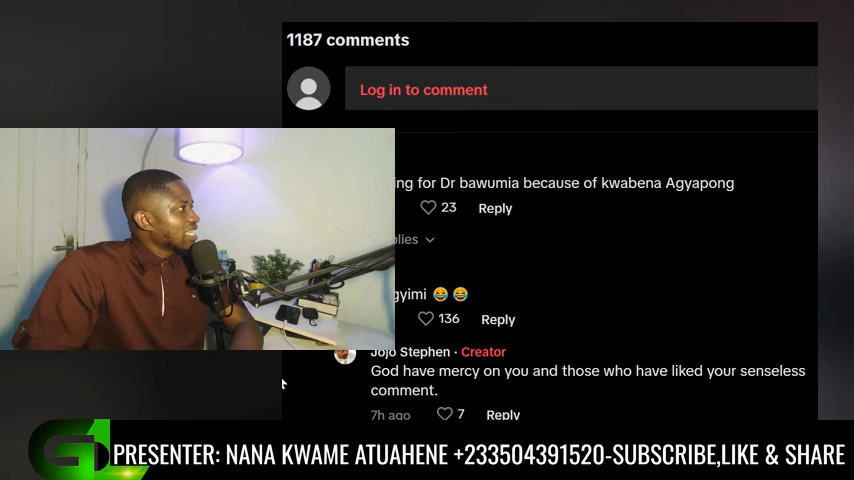 1187 comments
Log in to comment
ing for Dr bawumia because of kwabena Agyapong
23 Reply
plies
gyimi 😂 😂
136 Reply
Jojo Stephen · Creator
God have mercy on you and those who have liked your senseless
comment.
7h ago 7 Reply
PRESENTER: NANA KWAME ATUAHENE +233504391520-SUBSCRIBE,LIKE & SHARE